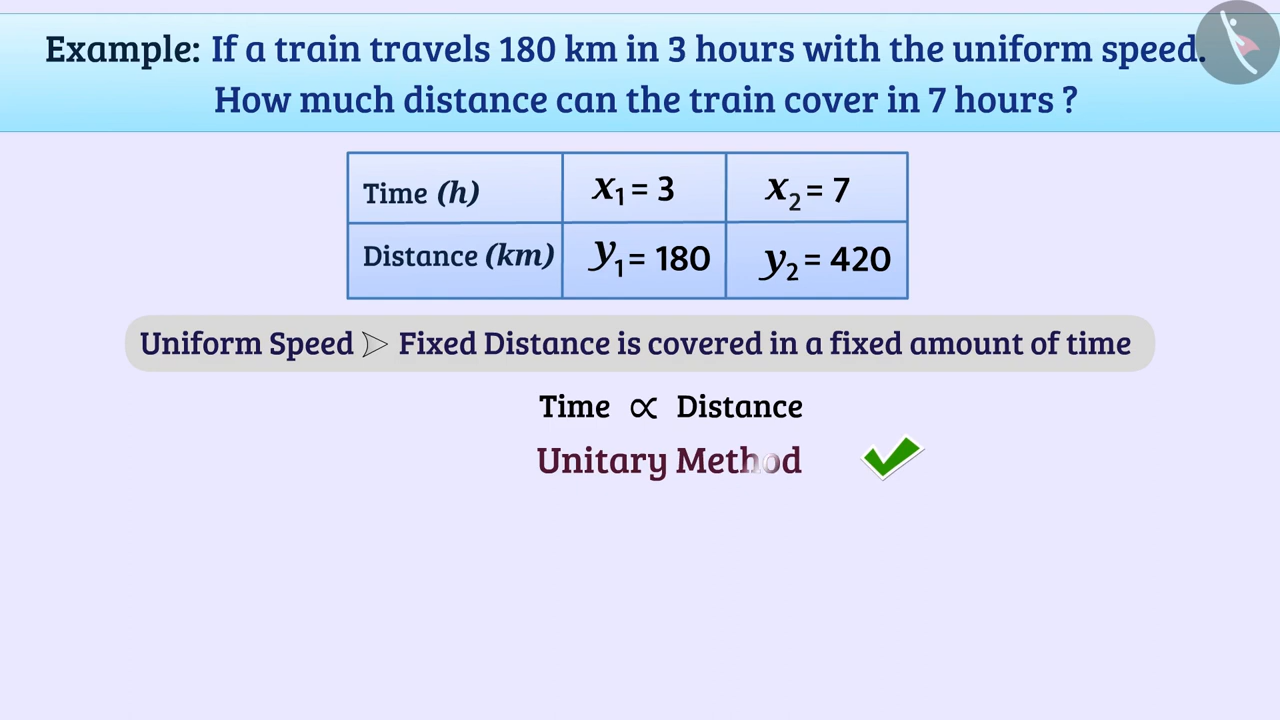 Example: If a train travels 180 km in 3 hours with the uniform speed.
How much distance can the train cover in 7 hours ?
Time (h) x₁ = 3 x₂ = 7
Distance (km) y₁ = 180 y₂ = 420
Uniform Speed ⌲ Fixed Distance is covered in a fixed amount of time
Time ∝ Distance
Unitary Method